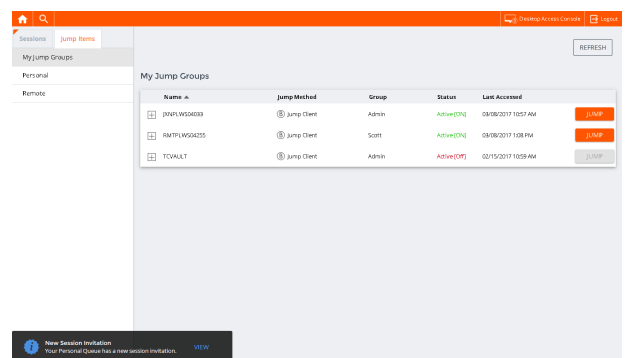 Desktop Access Console Logout
Sessions Jump Items
My Jump Groups
Personal
Remote
REFRESH
My Jump Groups
Name Jump Method Group Status Last Accessed
JXNPLWS04033 Jump Client Admin Active [ON] 03/08/2017 10:57 AM JUMP
RMTPLWS04255 Jump Client Scott Active [ON] 03/08/2017 1:08 PM JUMP
TCVAULT Jump Client Admin Active [Off] 02/15/2017 10:59 AM JUMP
New Session Invitation
Your Personal Queue has a new session invitation. VIEW